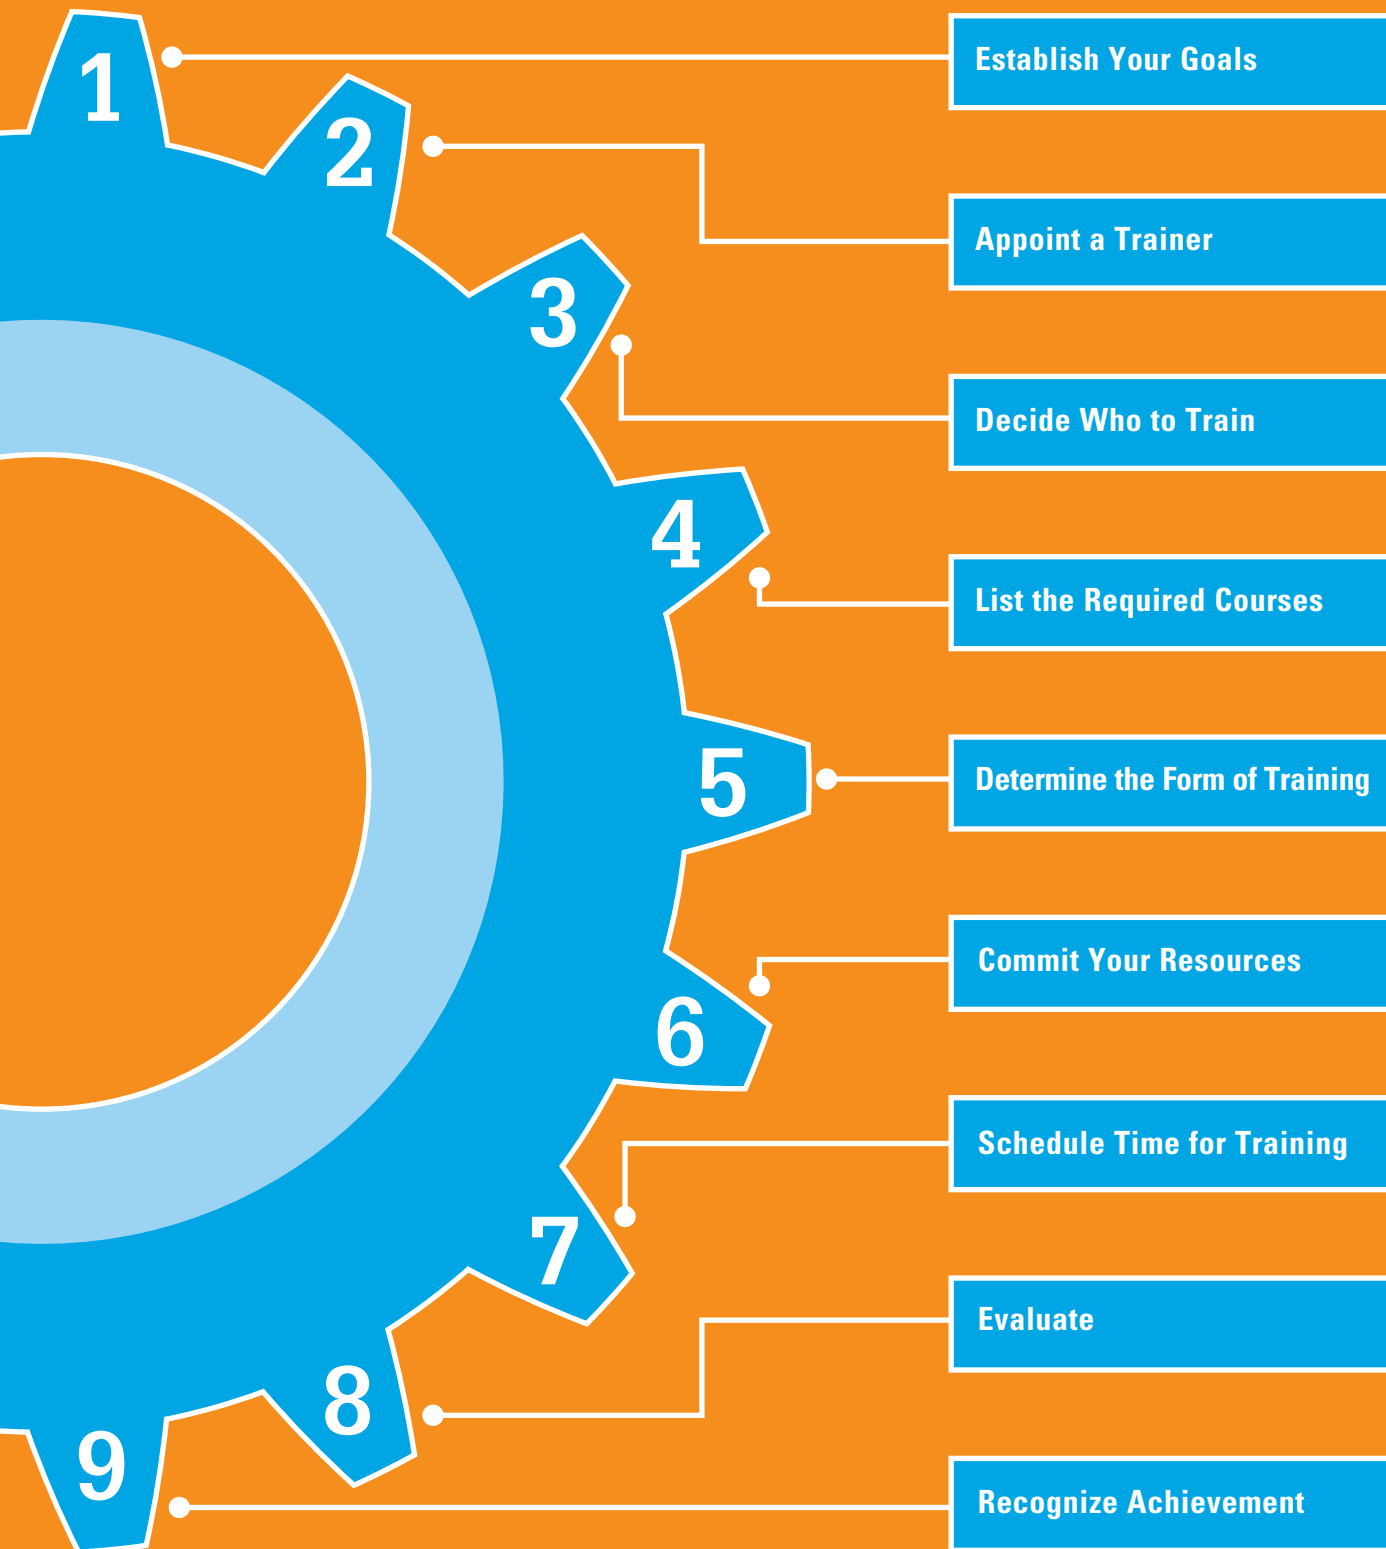 1
Establish Your Goals
2
Appoint a Trainer
3
Decide Who to Train
4
List the Required Courses
5
Determine the Form of Training
6
Commit Your Resources
7
Schedule Time for Training
8
Evaluate
9
Recognize Achievement